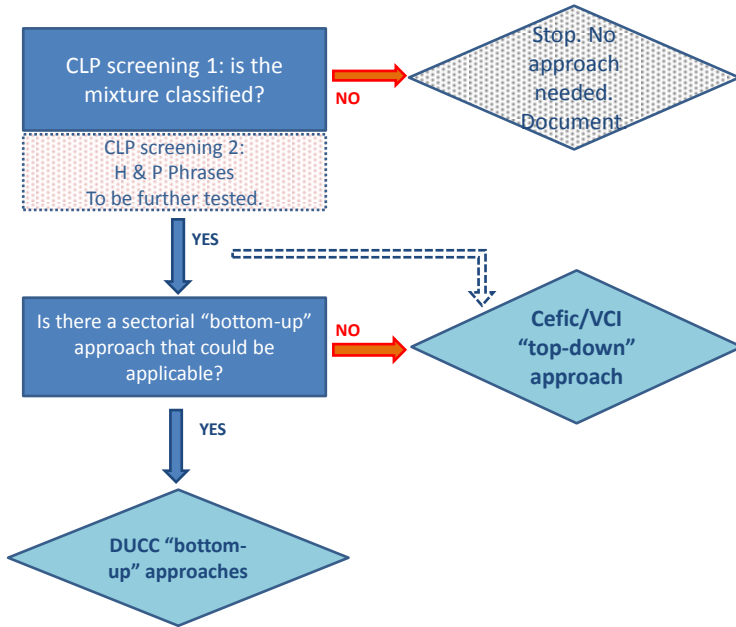 CLP screening 1: is the
mixture classified?
NO
Stop. No
approach
needed.
Document.
CLP screening 2:
H & P Phrases
To be further tested.
YES
Is there a sectorial “bottom-up”
approach that could be
applicable?
NO
Cefic/VCI
“top-down”
approach
YES
DUCC “bottom-
up” approaches